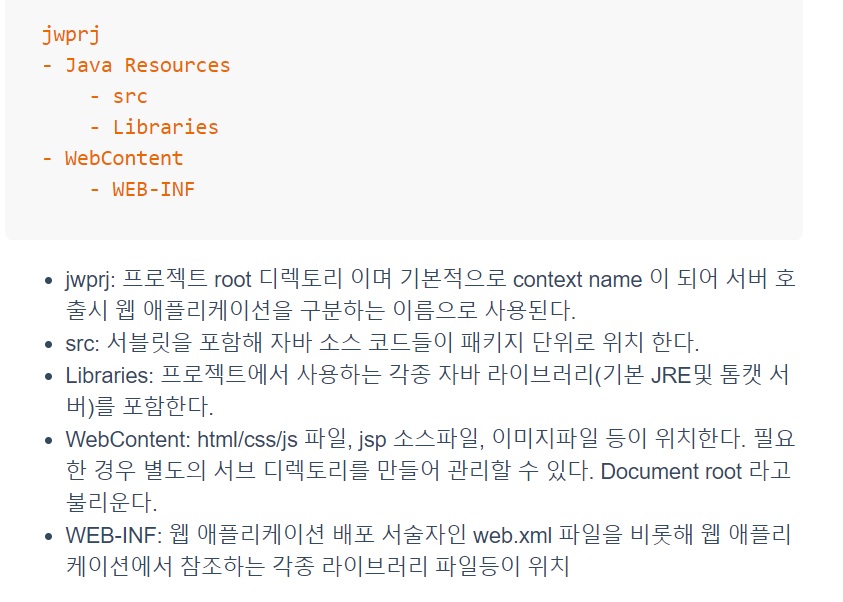 jwprj
- Java Resources
- src
- Libraries
- WebContent
- WEB-INF
• jwprj: 프로젝트 root 디렉토리 이며 기본적으로 context name 이 되어 서버 호
출시 웹 애플리케이션을 구분하는 이름으로 사용된다.
• src: 서블릿을 포함해 자바 소스 코드들이 패키지 단위로 위치 한다.
• Libraries: 프로젝트에서 사용하는 각종 자바 라이브러리(기본 JRE및 톰캣 서
버)를 포함한다.
• WebContent: html/css/js 파일, jsp 소스파일, 이미지파일 등이 위치한다. 필요
한 경우 별도의 서브 디렉토리를 만들어 관리할 수 있다. Document root 라고
불리운다.
• WEB-INF: 웹 애플리케이션 배포 서술자인 web.xml 파일을 비롯해 웹 애플리
케이션에서 참조하는 각종 라이브러리 파일등이 위치